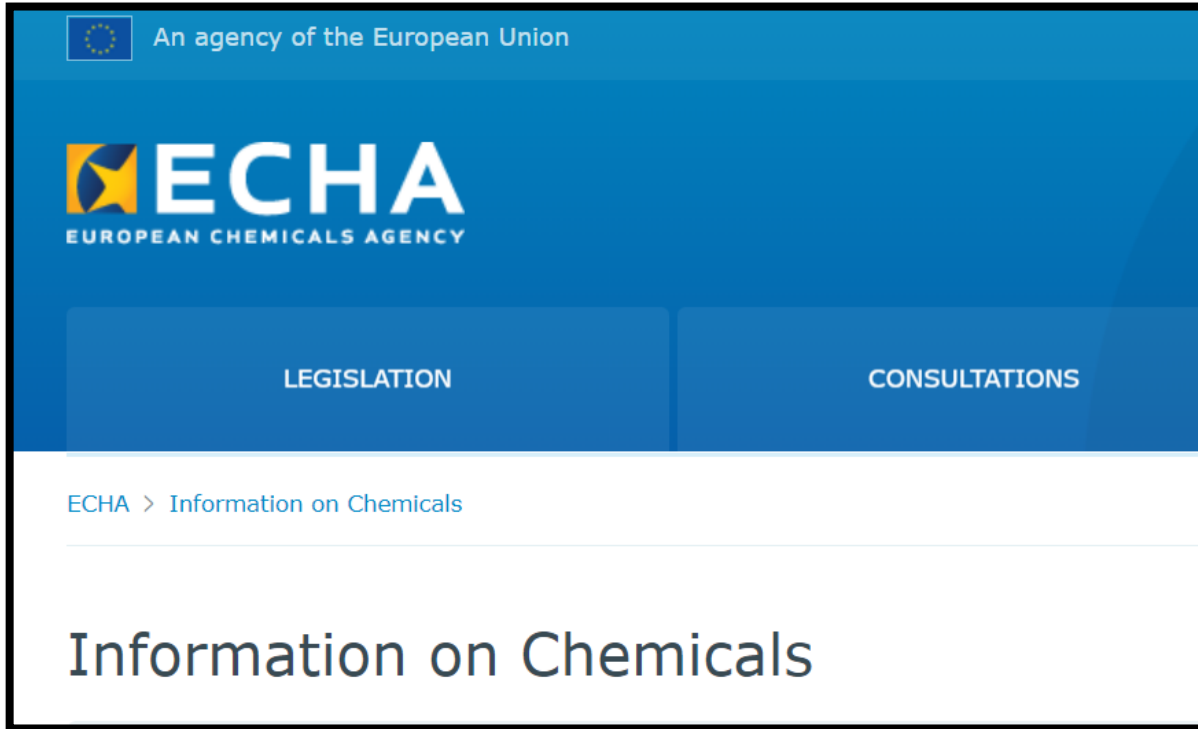 An agency of the European Union
ECHA
EUROPEAN CHEMICALS AGENCY
LEGISLATION
CONSULTATIONS
ECHA > Information on Chemicals
Information on Chemicals